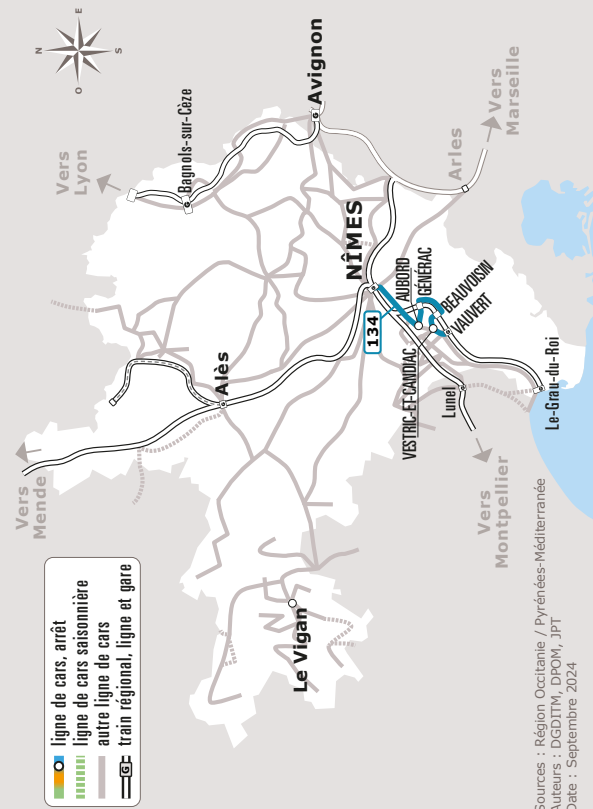 ligne de cars, arrêt
ligne de cars saisonnière
autre ligne de cars
G
train régional, ligne et gare
Vers
Mende
Vers
Lyon
N
E
S
O
Bagnols-sur-Cèze
G
Avignon
G
Alès
Le Vigan
NÎMES
134
AUBORD
GÉNÉRAC
BEAUVOISIN
VAUVERT
VESTRIC-ET-CANDIAC
Lunel
Le-Grau-du-Roi
Arles
Vers
Marseille
Vers
Montpellier
Sources : Région Occitanie / Pyrénées-Méditerranée
Auteurs : DGDITM, DPOM, JPT
Date : Septembre 2024